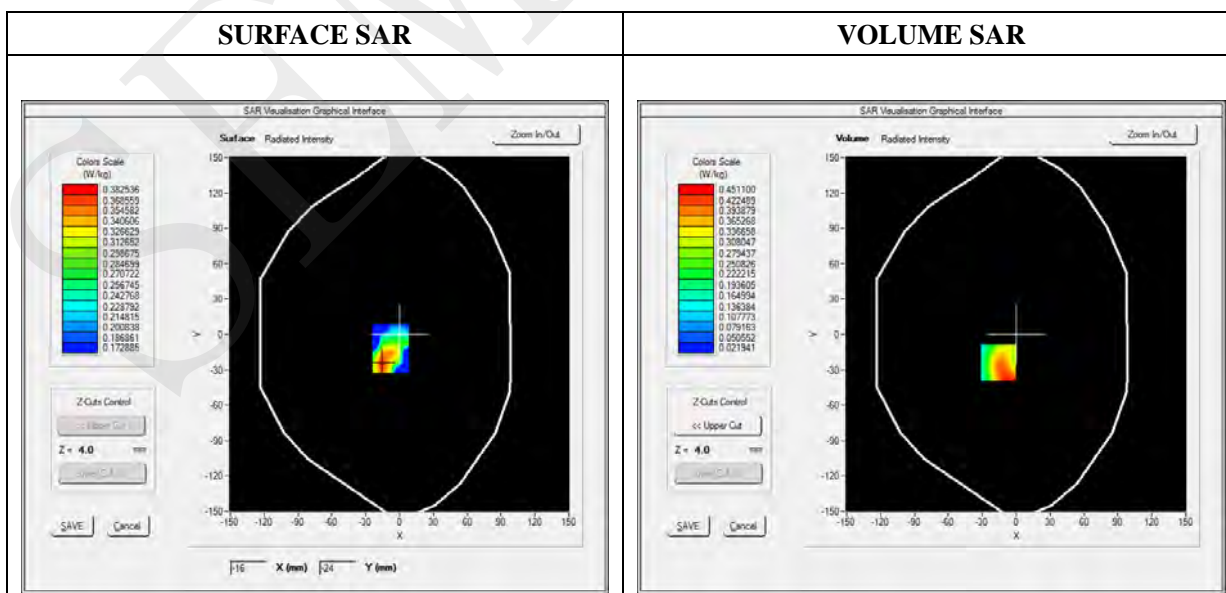 SURFACE SAR
VOLUME SAR
SAR Visualisation Graphical Interface
Surface Radiated Intensity
Zoom In/Out
Colors Scale
(W/kg)
0.382536
0.368559
0.354582
0.340606
0.326629
0.312652
0.298675
0.284699
0.270722
0.256745
0.242768
0.228792
0.214815
0.200838
0.186861
0.172885
150
120
90
60
30
0
-30
-60
-90
-120
-150
Y
-150 -120 -90 -60 -30 0 30 60 90 120 150
X
Z-Cuts Control
<< Upper Cut
Z = 4.0 mm
SAVE Cancel
-16 X (mm) -24 Y (mm)
SAR Visualisation Graphical Interface
Volume Radiated Intensity
Zoom In/Out
Colors Scale
(W/kg)
0.451100
0.422489
0.393879
0.365268
0.336658
0.308047
0.279437
0.250826
0.222215
0.193605
0.164994
0.136384
0.107773
0.079163
0.050552
0.021941
150
120
90
60
30
0
-30
-60
-90
-120
-150
Y
-150 -120 -90 -60 -30 0 30 60 90 120 150
X
Z-Cuts Control
<< Upper Cut
Z = 4.0 mm
SAVE Cancel